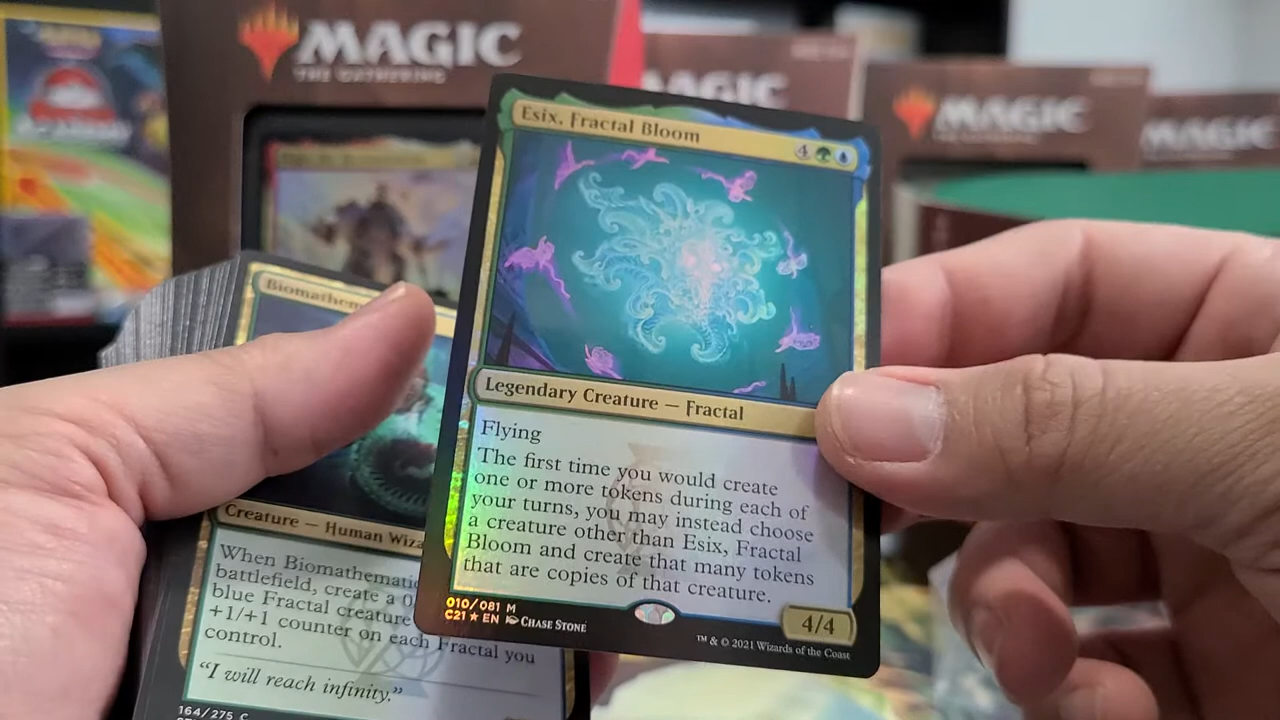 MAGIC
THE GATHERING
MAGIC
MAGIC
MAGIC
Esix, Fractal Bloom
4
Legendary Creature — Fractal
Flying
The first time you would create
one or more tokens during each of
your turns, you may instead choose
a creature other than Esix, Fractal
Bloom and create that many tokens
that are copies of that creature.
010/081 M
C21 ★ EN Chase Stone
4/4
™ & © 2021 Wizards of the Coast
Biomathem
Creature — Human Wiza
When Biomathematic
battlefield, create a 0
blue Fractal creature
+1/+1 counter on each Fractal you
control.
“I will reach infinity.”
164/275 C